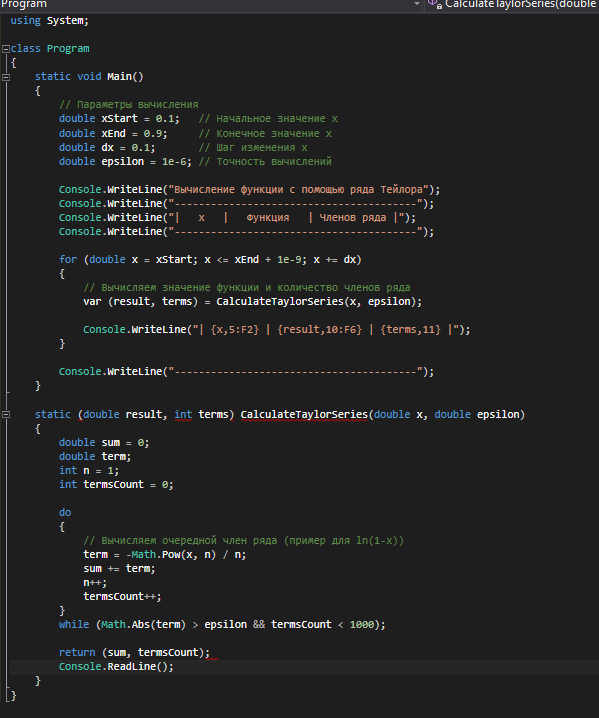 Program
CalculateTaylorSeries(double
using System;
class Program
{
    static void Main()
    {
        // Параметры вычисления
        double xStart = 0.1;   // Начальное значение x
        double xEnd = 0.9;     // Конечное значение x
        double dx = 0.1;       // Шаг изменения x
        double epsilon = 1e-6; // Точность вычислений
        Console.WriteLine("Вычисление функции с помощью ряда Тейлора");
        Console.WriteLine("----------------------------------------");
        Console.WriteLine("|   x   |   Функция   | Членов ряда |");
        Console.WriteLine("----------------------------------------");
        for (double x = xStart; x <= xEnd + 1e-9; x += dx)
        {
            // Вычисляем значение функции и количество членов ряда
            var (result, terms) = CalculateTaylorSeries(x, epsilon);
            Console.WriteLine("| {x,5:F2} | {result,10:F6} | {terms,11} |");
        }
        Console.WriteLine("----------------------------------------");
    }
    static (double result, int terms) CalculateTaylorSeries(double x, double epsilon)
    {
        double sum = 0;
        double term;
        int n = 1;
        int termsCount = 0;
        do
        {
            // Вычисляем очередной член ряда (пример для ln(1-x))
            term = -Math.Pow(x, n) / n;
            sum += term;
            n++;
            termsCount++;
        }
        while (Math.Abs(term) > epsilon && termsCount < 1000);
        return (sum, termsCount);
        Console.ReadLine();
    }
}